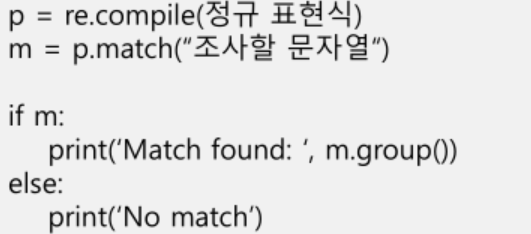 p = re.compile(정규 표현식)
m = p.match(“조사할 문자열”)
if m:
print(‘Match found: ‘, m.group())
else:
print(‘No match’)